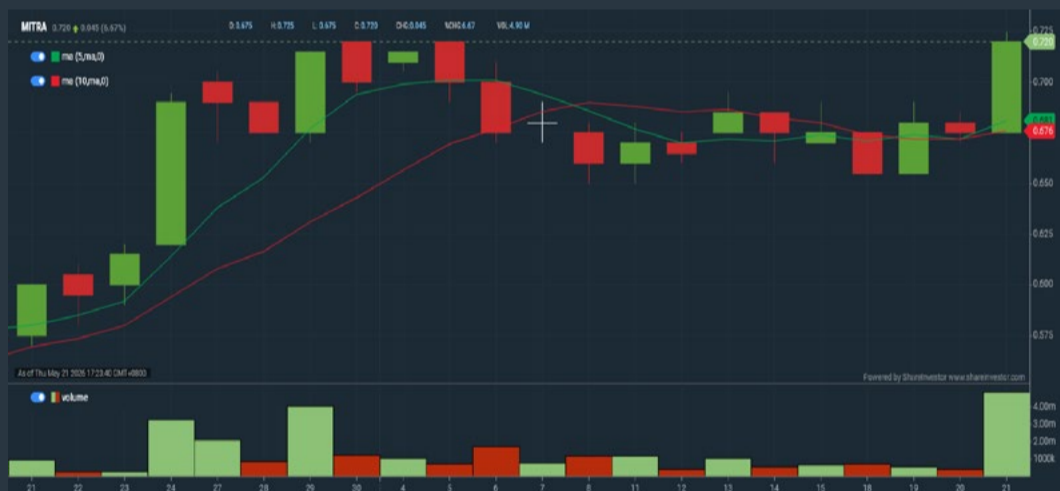 MITRA 0.720 0.045 (6.67%) O:0.675 H:0.725 L: 0.675 C:0.720 CHG:0.045 %CHG:6.67 VOL:4.90 M
ma (5,ma,0)
ma (10,ma,0)
0.725
0.720
0.700
0.676
0.650
0.625
0.600
0.575
As of Thu May 21 2026 17:23:40 GMT+0800
Powered by ShareInvestor www.shareinvestor.com
volume
4.00m
3.00m
2.00m
1000k
21 22 23 24 27 28 29 30 4 5 6 7 8 11 12 13 14 15 18 19 20 21